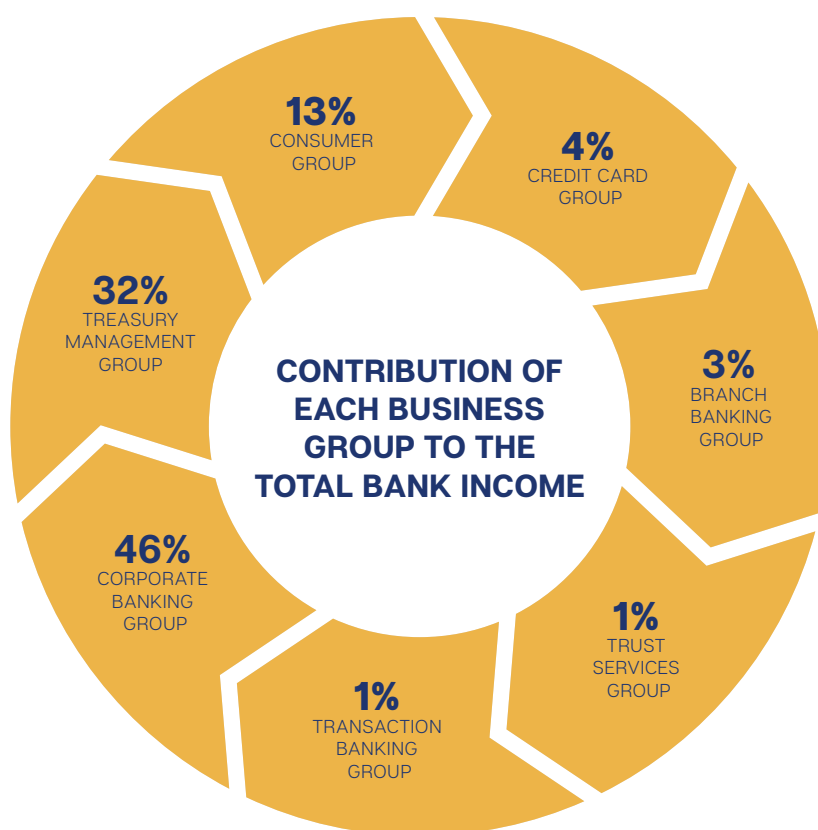 13%
CONSUMER
GROUP
4%
CREDIT CARD
GROUP
32%
TREASURY
MANAGEMENT
GROUP
3%
BRANCH
BANKING
GROUP
CONTRIBUTION OF
EACH BUSINESS
GROUP TO THE
TOTAL BANK INCOME
46%
CORPORATE
BANKING
GROUP
1%
TRUST
SERVICES
GROUP
1%
TRANSACTION
BANKING
GROUP